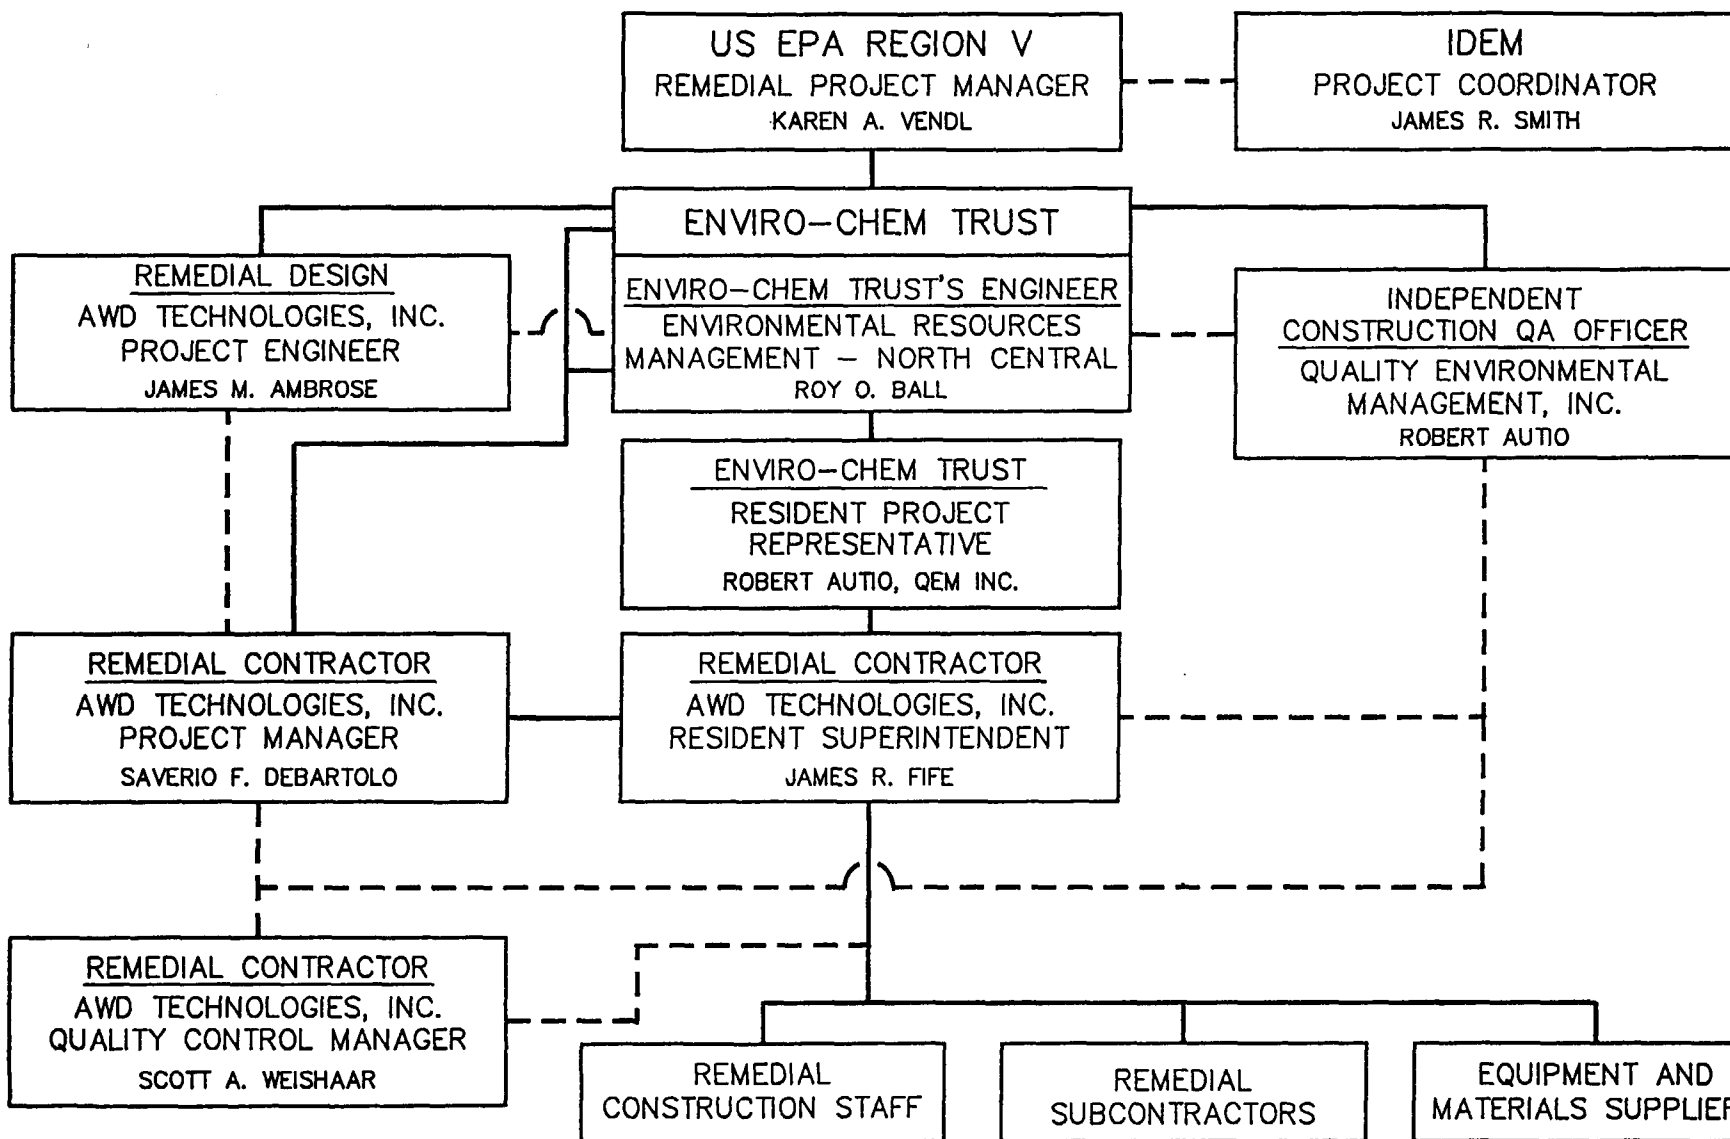 US EPA REGION V
REMEDIAL PROJECT MANAGER
KAREN A. VENDL
IDEM
PROJECT COORDINATOR
JAMES R. SMITH
ENVIRO-CHEM TRUST
ENVIRO-CHEM TRUST'S ENGINEER
ENVIRONMENTAL RESOURCES
MANAGEMENT - NORTH CENTRAL
ROY O. BALL
REMEDIAL DESIGN
AWD TECHNOLOGIES, INC.
PROJECT ENGINEER
JAMES M. AMBROSE
INDEPENDENT
CONSTRUCTION QA OFFICER
QUALITY ENVIRONMENTAL
MANAGEMENT, INC.
ROBERT AUTIO
ENVIRO-CHEM TRUST
RESIDENT PROJECT
REPRESENTATIVE
ROBERT AUTIO, QEM INC.
REMEDIAL CONTRACTOR
AWD TECHNOLOGIES, INC.
PROJECT MANAGER
SAVERIO F. DEBARTOLO
REMEDIAL CONTRACTOR
AWD TECHNOLOGIES, INC.
RESIDENT SUPERINTENDENT
JAMES R. FIFE
REMEDIAL CONTRACTOR
AWD TECHNOLOGIES, INC.
QUALITY CONTROL MANAGER
SCOTT A. WEISHAAR
REMEDIAL
CONSTRUCTION STAFF
REMEDIAL
SUBCONTRACTORS
EQUIPMENT AND
MATERIALS SUPPLIER